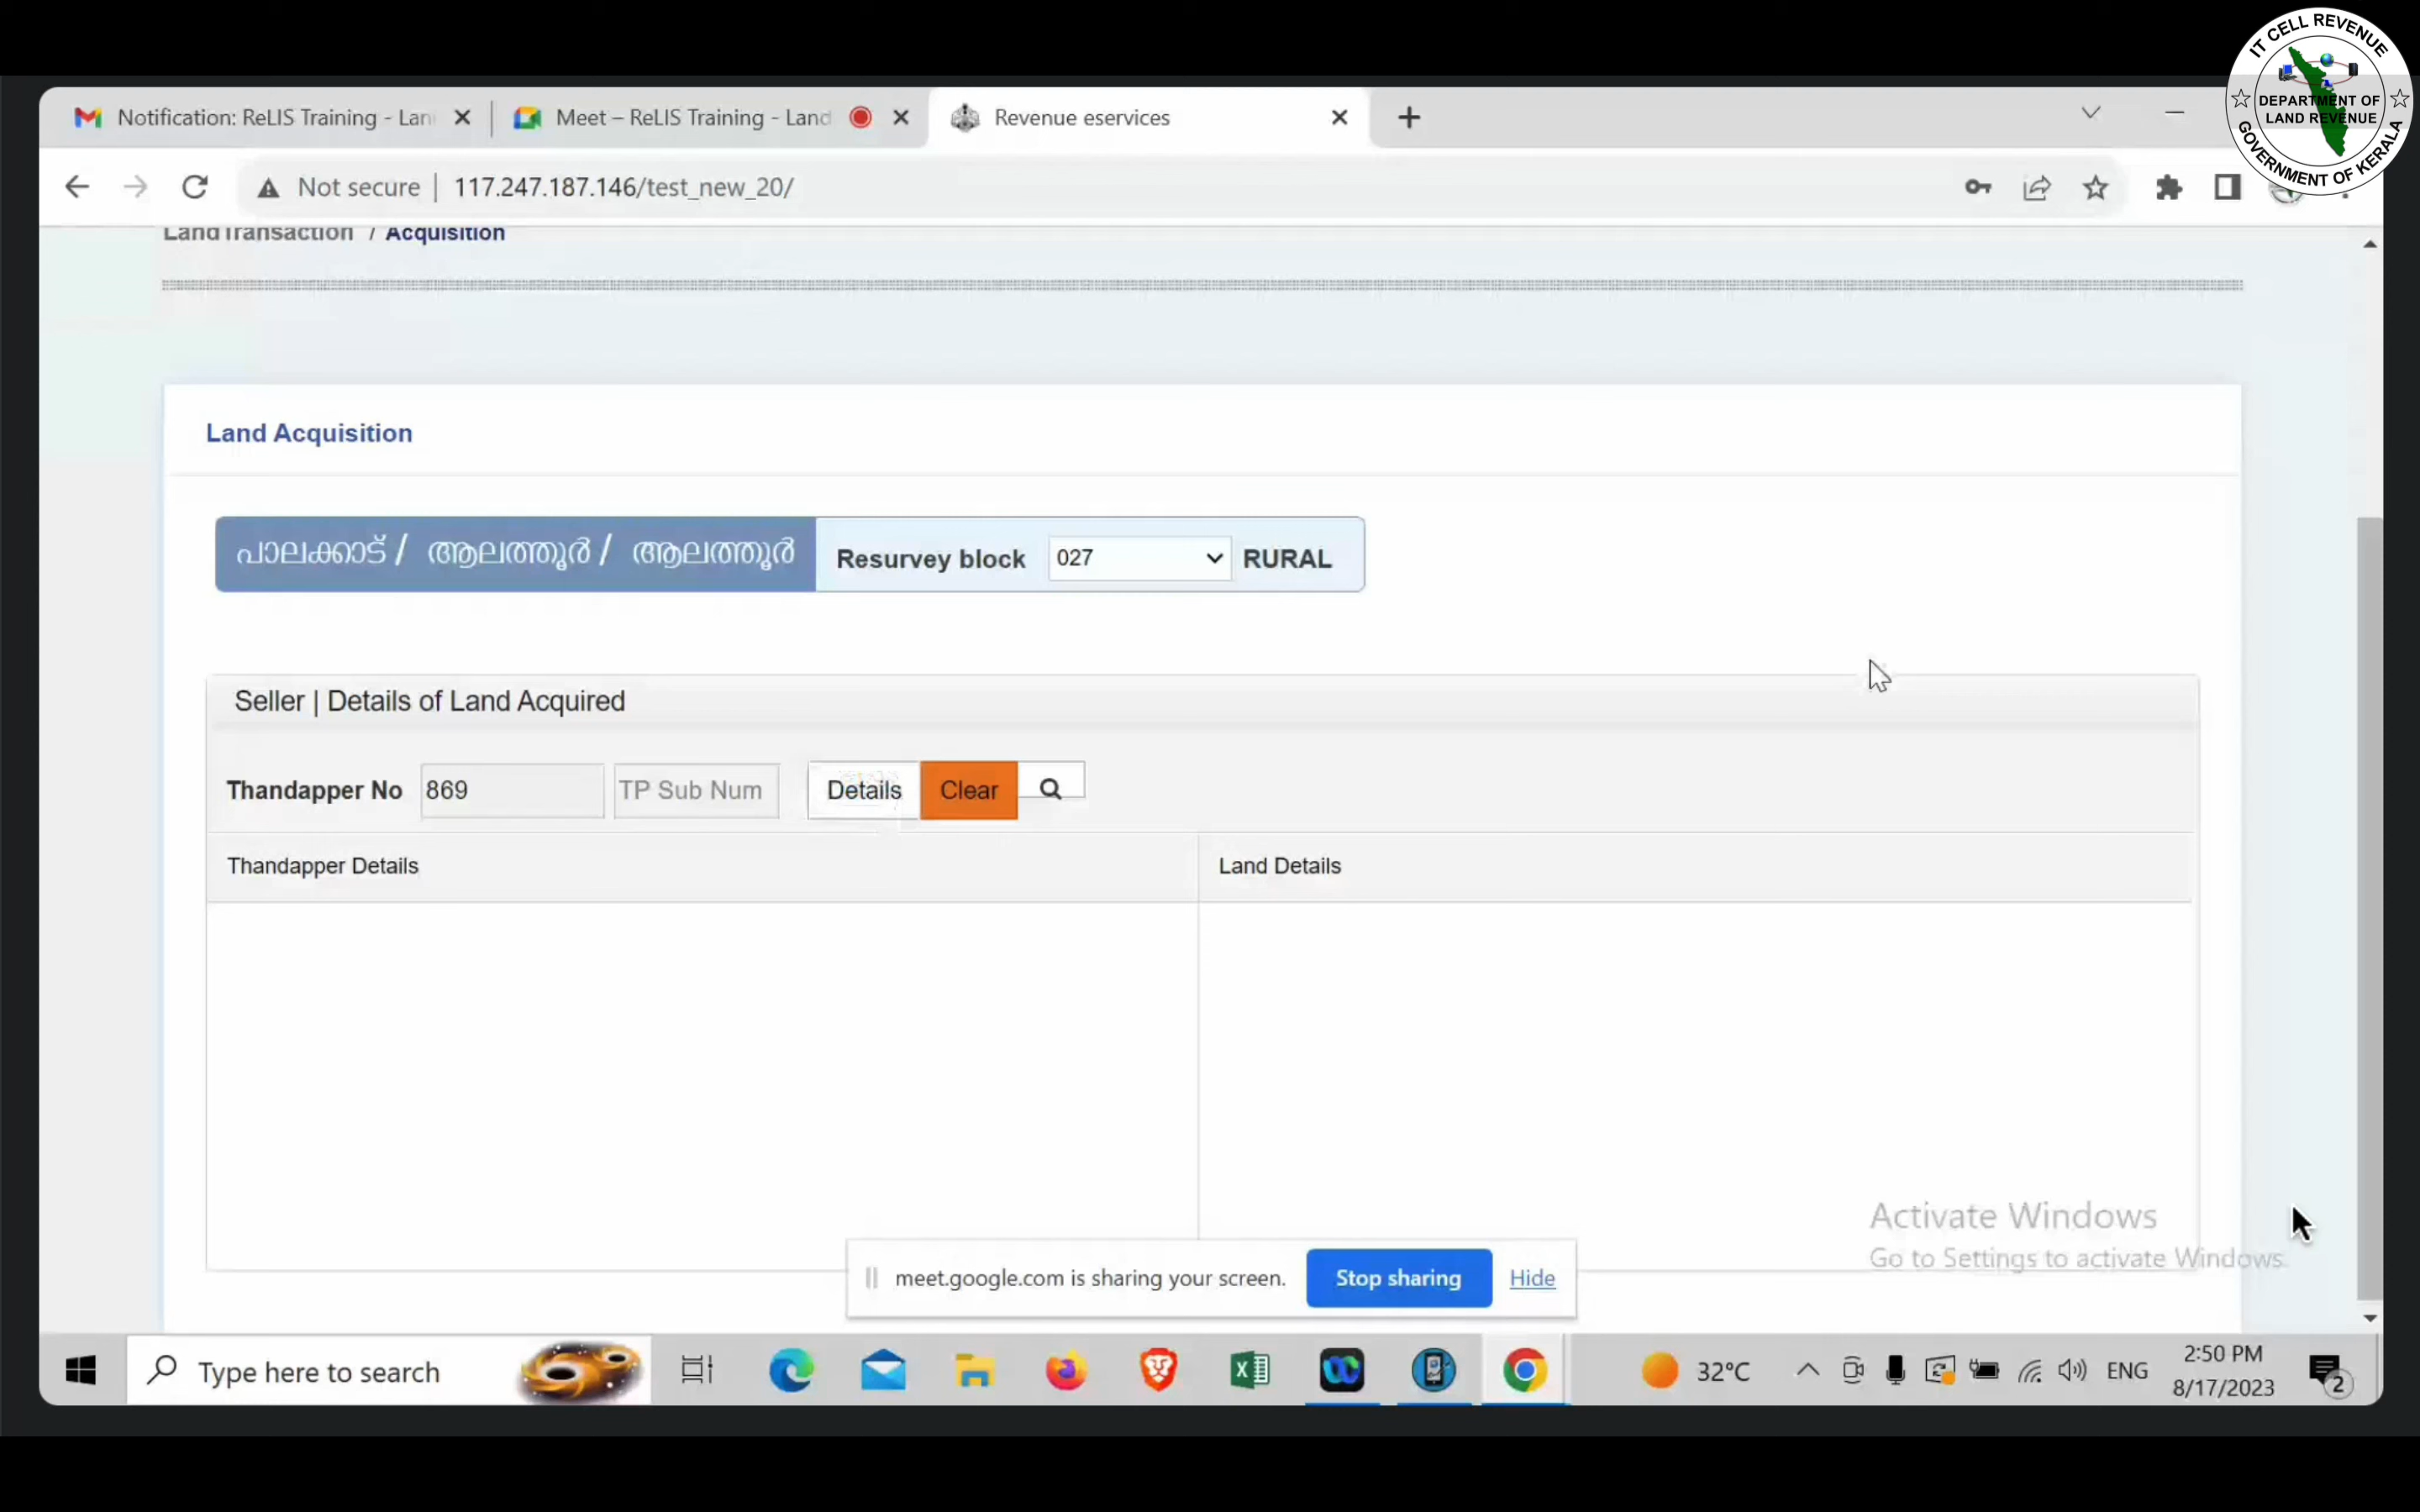 IT CELL REVENUE
DEPARTMENT OF
LAND REVENUE
GOVERNMENT OF KERALA
Notification: ReLIS Training - Lan
Meet – ReLIS Training - Land
Revenue eservices
Not secure
117.247.187.146/test_new_20/
LandTransaction / Acquisition
Land Acquisition
പാലക്കാട് / ആലത്തൂർ / ആലത്തൂർ
Resurvey block
027
RURAL
Seller | Details of Land Acquired
Thandapper No
869
TP Sub Num
Details
Clear
Thandapper Details
Land Details
Activate Windows
Go to Settings to activate Windows.
meet.google.com is sharing your screen.
Stop sharing
Hide
Type here to search
32°C
ENG
2:50 PM
8/17/2023
2